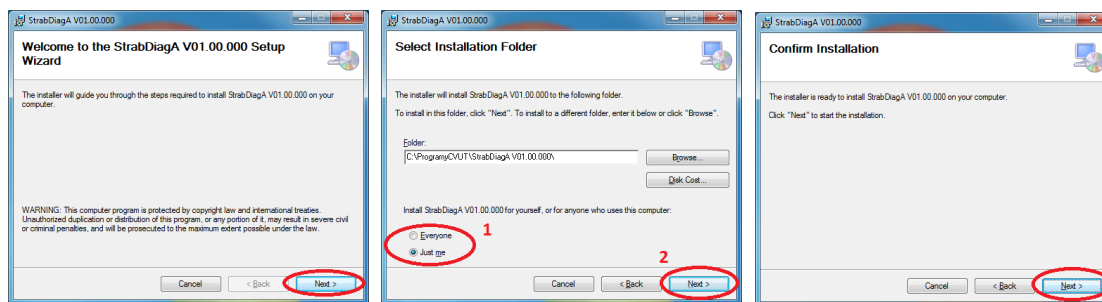 StrabDiagA V01.00.000
Welcome to the StrabDiagA V01.00.000 Setup
Wizard
The installer will guide you through the steps required to install StrabDiagA V01.00.000 on your
computer.
WARNING: This computer program is protected by copyright law and international treaties.
Unauthorized duplication or distribution of this program, or any portion of it, may result in severe civil
or criminal penalties, and will be prosecuted to the maximum extent possible under the law.
Cancel
< Back
Next >
StrabDiagA V01.00.000
Select Installation Folder
The installer will install StrabDiagA V01.00.000 to the following folder.
To install in this folder, click "Next". To install to a different folder, enter it below or click "Browse".
Folder:
C:\ProgramyCVUT\StrabDiagA V01.00.000\
Browse...
Disk Cost...
Install StrabDiagA V01.00.000 for yourself, or for anyone who uses this computer:
Everyone
Just me
1
2
Cancel
< Back
Next >
StrabDiagA V01.00.000
Confirm Installation
The installer is ready to install StrabDiagA V01.00.000 on your computer.
Click "Next" to start the installation.
Cancel
< Back
Next >